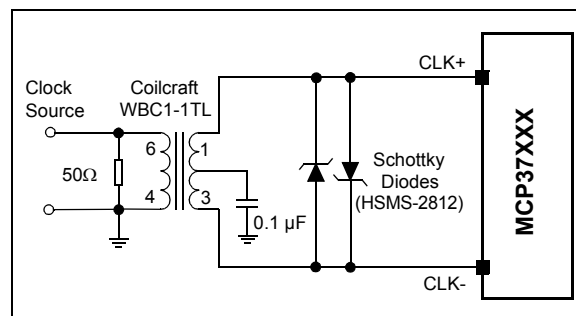 Clock
Source
Coilcraft
WBC1-1TL
50Ω
6
4
1
3
0.1 µF
Schottky
Diodes
(HSMS-2812)
CLK+
CLK-
MCP37XXX